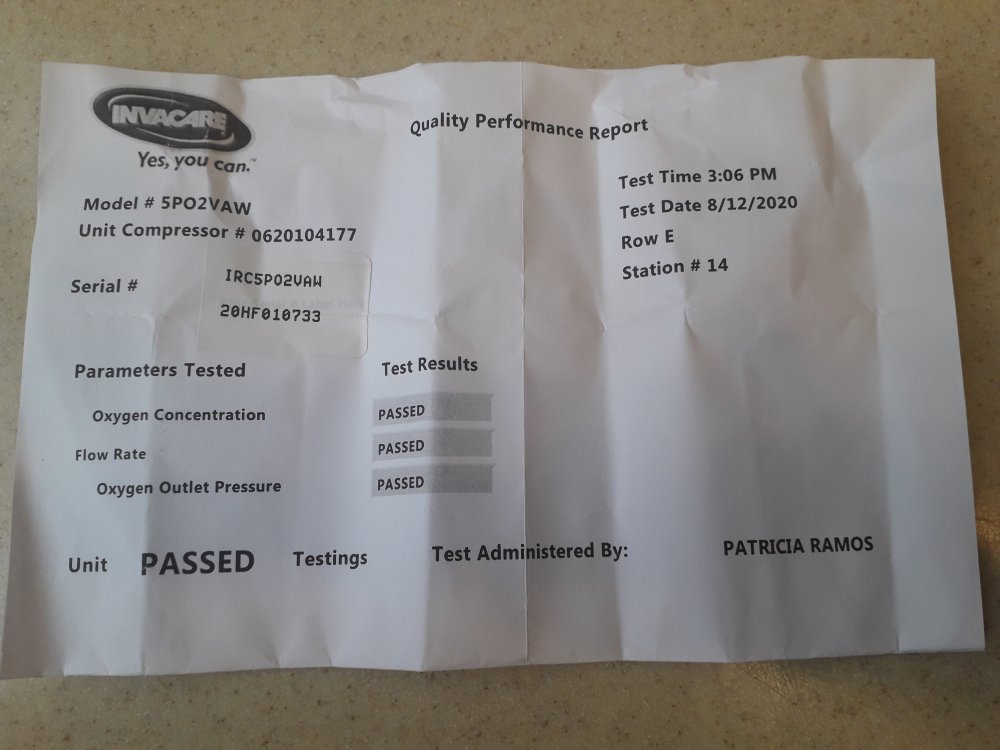 INVACARE
Yes, you can.™
Quality Performance Report
Model # 5PO2VAW
Unit Compressor # 0620104177
Test Time 3:06 PM
Test Date 8/12/2020
Row E
Station # 14
Serial #
IRC5PO2VAW
20HF010733
Parameters Tested
Test Results
Oxygen Concentration
PASSED
Flow Rate
PASSED
Oxygen Outlet Pressure
PASSED
Unit PASSED Testings
Test Administered By: PATRICIA RAMOS